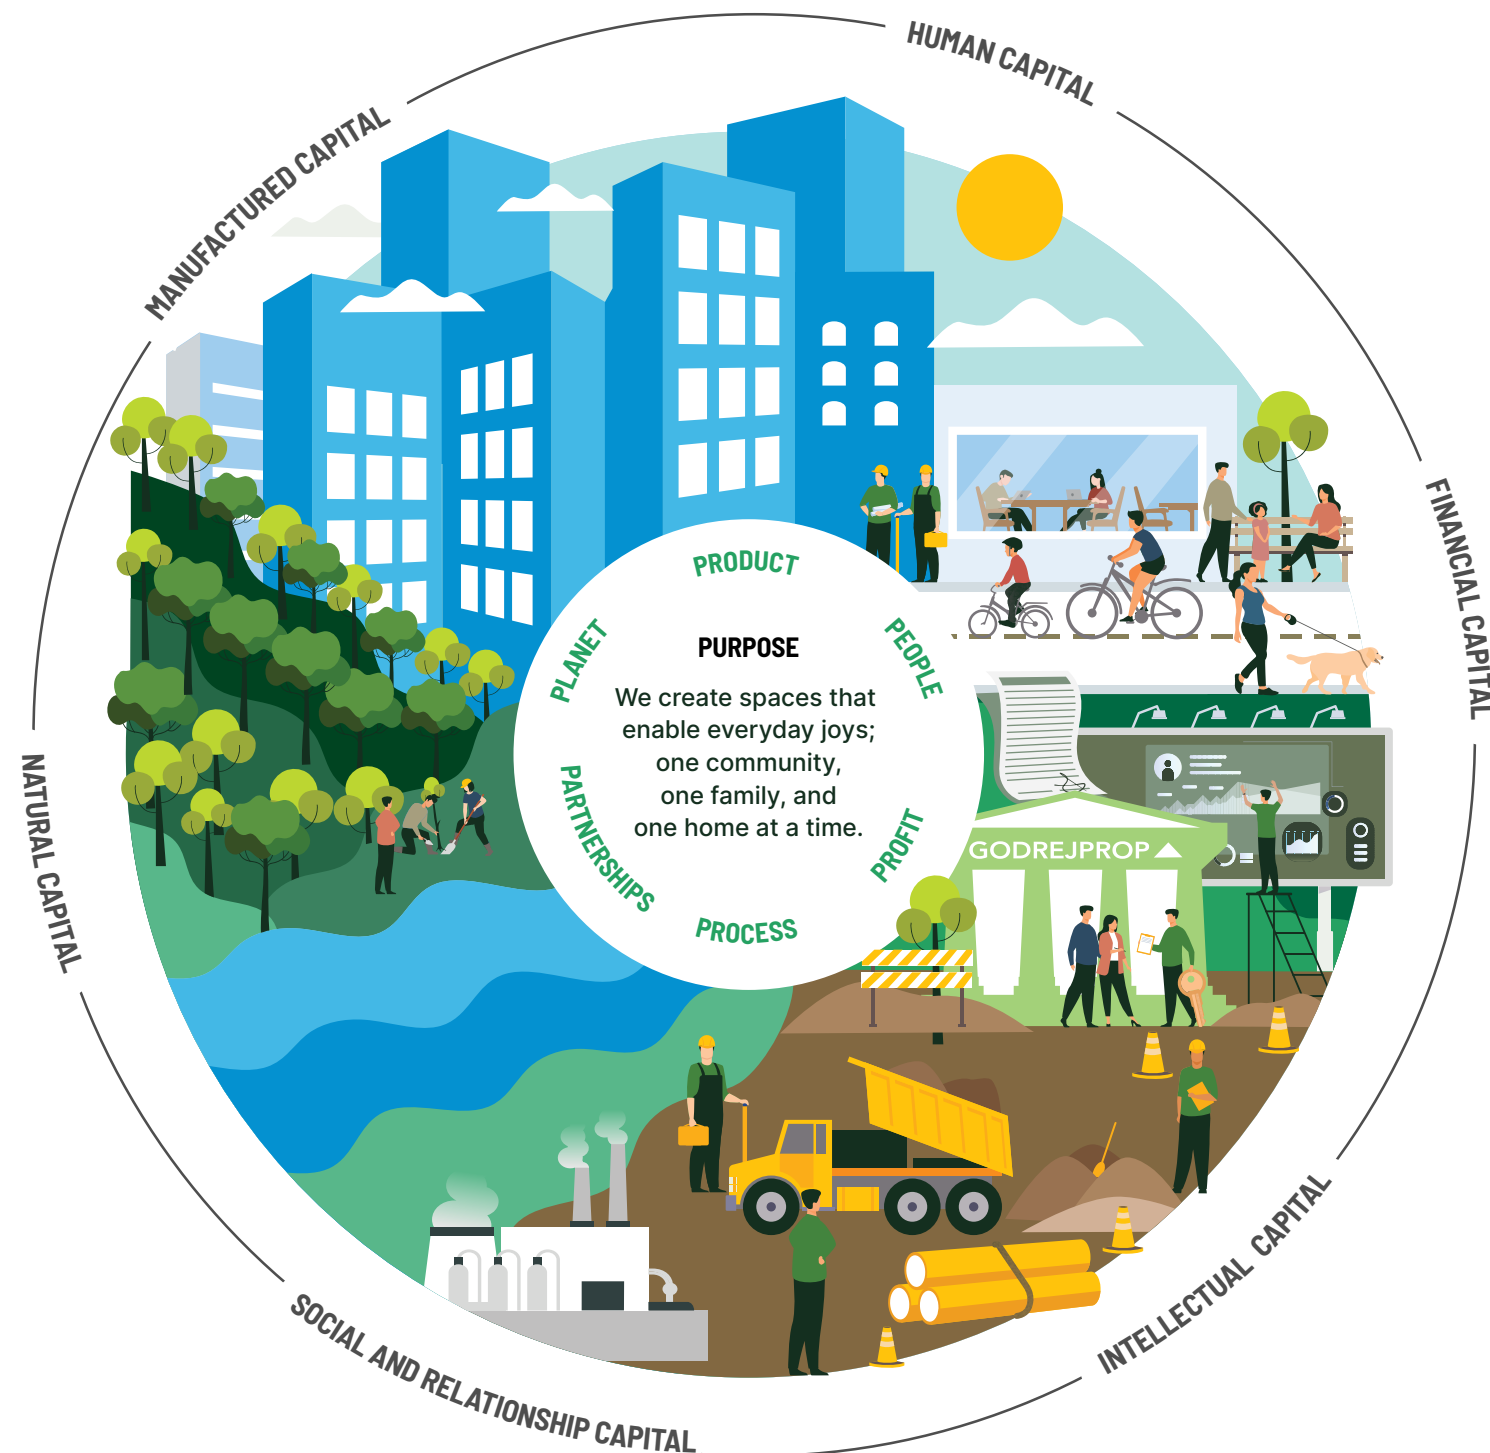 HUMAN CAPITAL
MANUFACTURED CAPITAL
FINANCIAL CAPITAL
PRODUCT
PLANET
PEOPLE
PURPOSE
We create spaces that
enable everyday joys;
one community,
one family, and
one home at a time.
PARTNERSHIPS
PROFIT
PROCESS
GODREJPROP
NATURAL CAPITAL
INTELLECTUAL CAPITAL
SOCIAL AND RELATIONSHIP CAPITAL